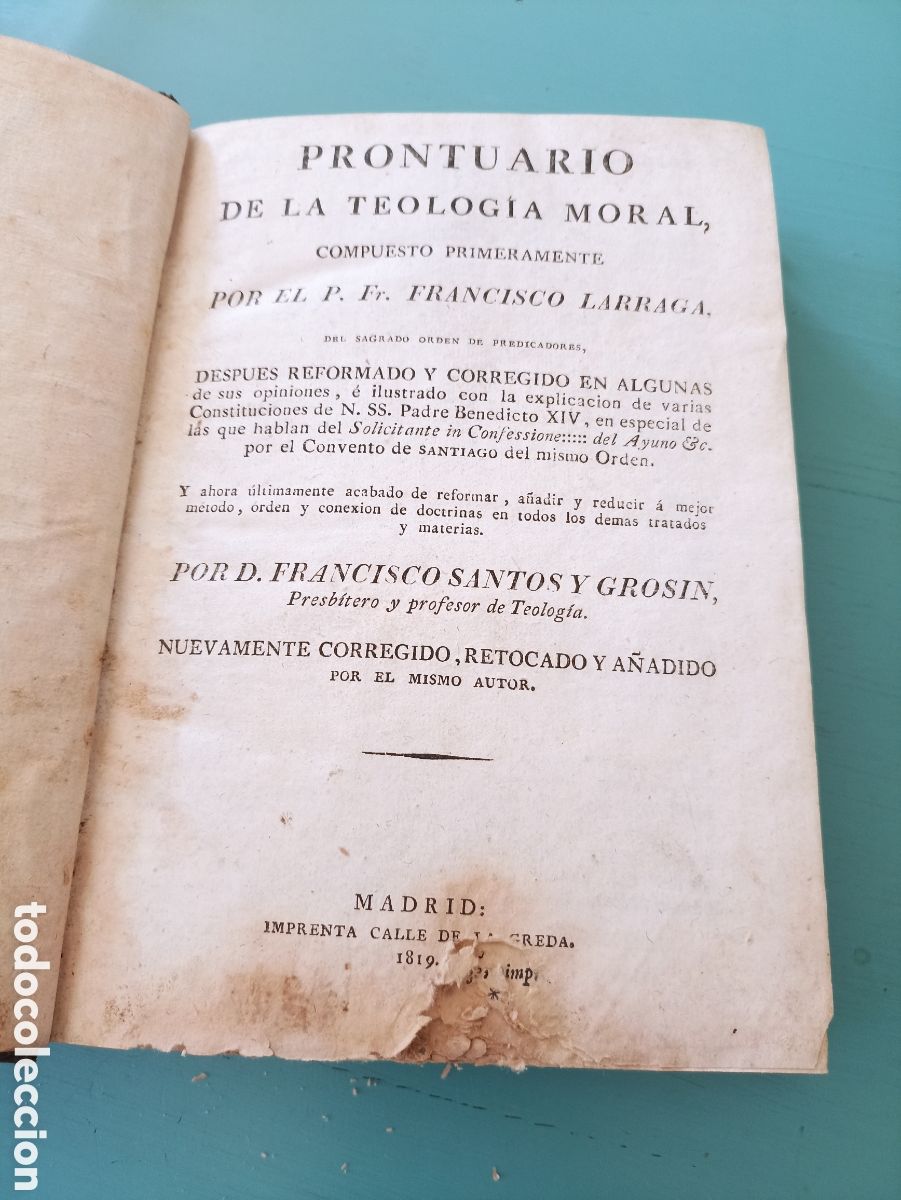 PRONTUARIO
DE LA TEOLOGÍA MORAL,
COMPUESTO PRIMERAMENTE
POR EL P. Fr. FRANCISCO LARRAGA,
DEL SAGRADO ORDEN DE PREDICADORES,
DESPUES REFORMADO Y CORREGIDO EN ALGUNAS
de sus opiniones, é ilustrado con la explicacion de varias
Constituciones de N. SS. Padre Benedicto XIV, en especial de
las que hablan del Solicitante in Confessione::::: del Ayuno &c.
por el Convento de SANTIAGO del mismo Orden.
Y ahora últimamente acabado de reformar, añadir y reducir á mejor
método, orden y conexion de doctrinas en todos los demas tratados
y materias.
POR D. FRANCISCO SANTOS Y GROSIN,
Presbítero y profesor de Teología.
NUEVAMENTE CORREGIDO, RETOCADO Y AÑADIDO
POR EL MISMO AUTOR.
MADRID:
IMPRENTA CALLE DE LA GREDA.
1819.
*
todocoleccion